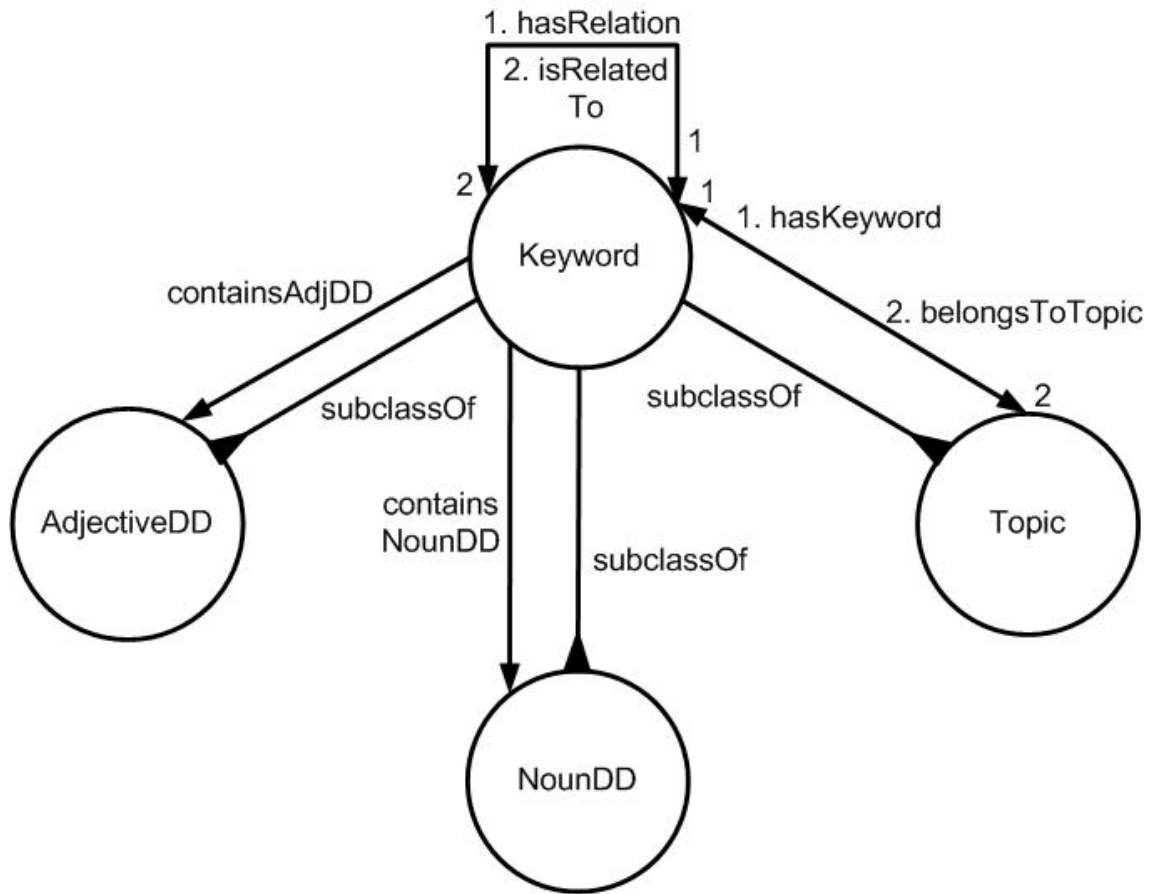 1. hasRelation
2. isRelated
To
1
2
1
1. hasKeyword
Keyword
containsAdjDD
2. belongsToTopic
subclassOf
subclassOf
2
contains
NounDD
AdjectiveDD
Topic
subclassOf
NounDD